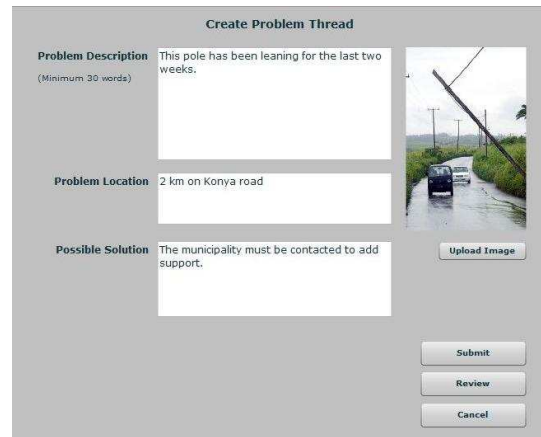 Create Problem Thread
Problem Description
(Minimum 30 words)
This pole has been leaning for the last two
weeks.
Problem Location
2 km on Konya road
Possible Solution
The municipality must be contacted to add
support.
Upload Image
Submit
Review
Cancel